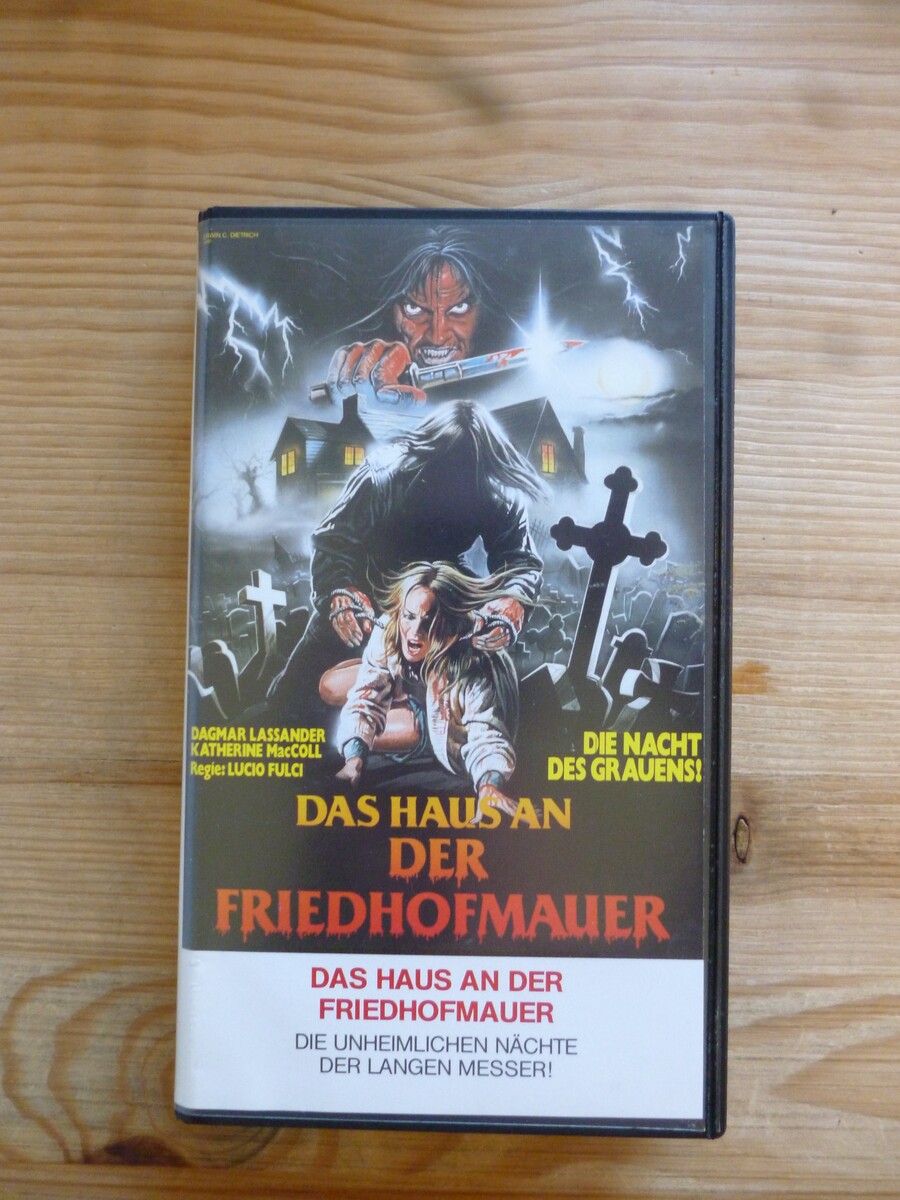 C. DIETRICH
DAGMAR LASSANDER
KATHERINE MacCOLL
Regie: LUCIO FULCI
DIE NACHT
DES GRAUENS!
DAS HAUS AN
DER
FRIEDHOFMAUER
DAS HAUS AN DER
FRIEDHOFMAUER
DIE UNHEIMLICHEN NÄCHTE
DER LANGEN MESSER!